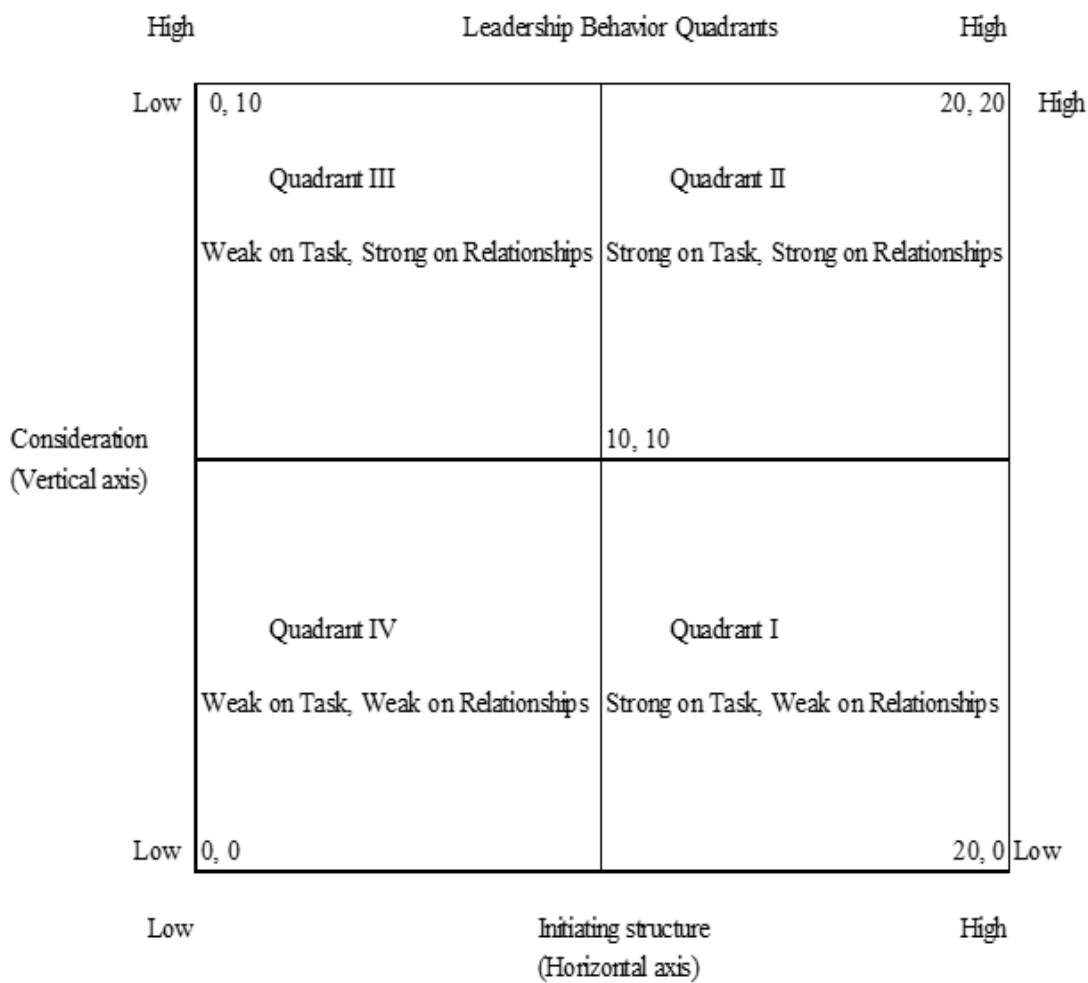 High Leadership Behavior Quadrants High
Low 0, 10 20, 20 High
Quadrant III Quadrant II
Weak on Task, Strong on Relationships Strong on Task, Strong on Relationships
Consideration 10, 10
(Vertical axis)
Quadrant IV Quadrant I
Weak on Task, Weak on Relationships Strong on Task, Weak on Relationships
Low 0, 0 20, 0 Low
Low Initiating structure High
(Horizontal axis)